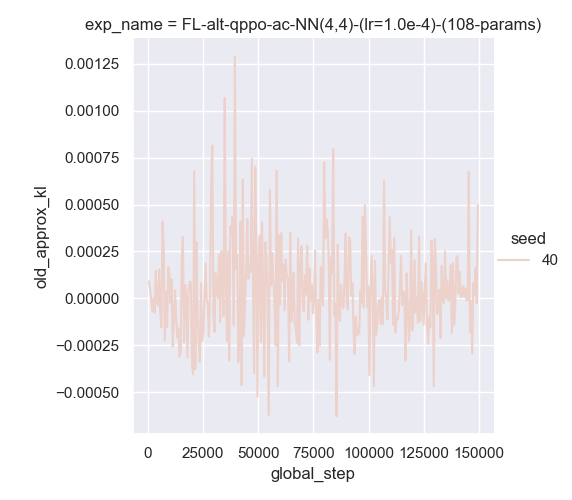 exp_name = FL-alt-qppo-ac-NN(4,4)-(lr=1.0e-4)-(108-params)
0.00125
0.00100
0.00075
0.00050
0.00025
0.00000
−0.00025
−0.00050
old_approx_kl
seed
40
0 25000 50000 75000 100000 125000 150000
global_step